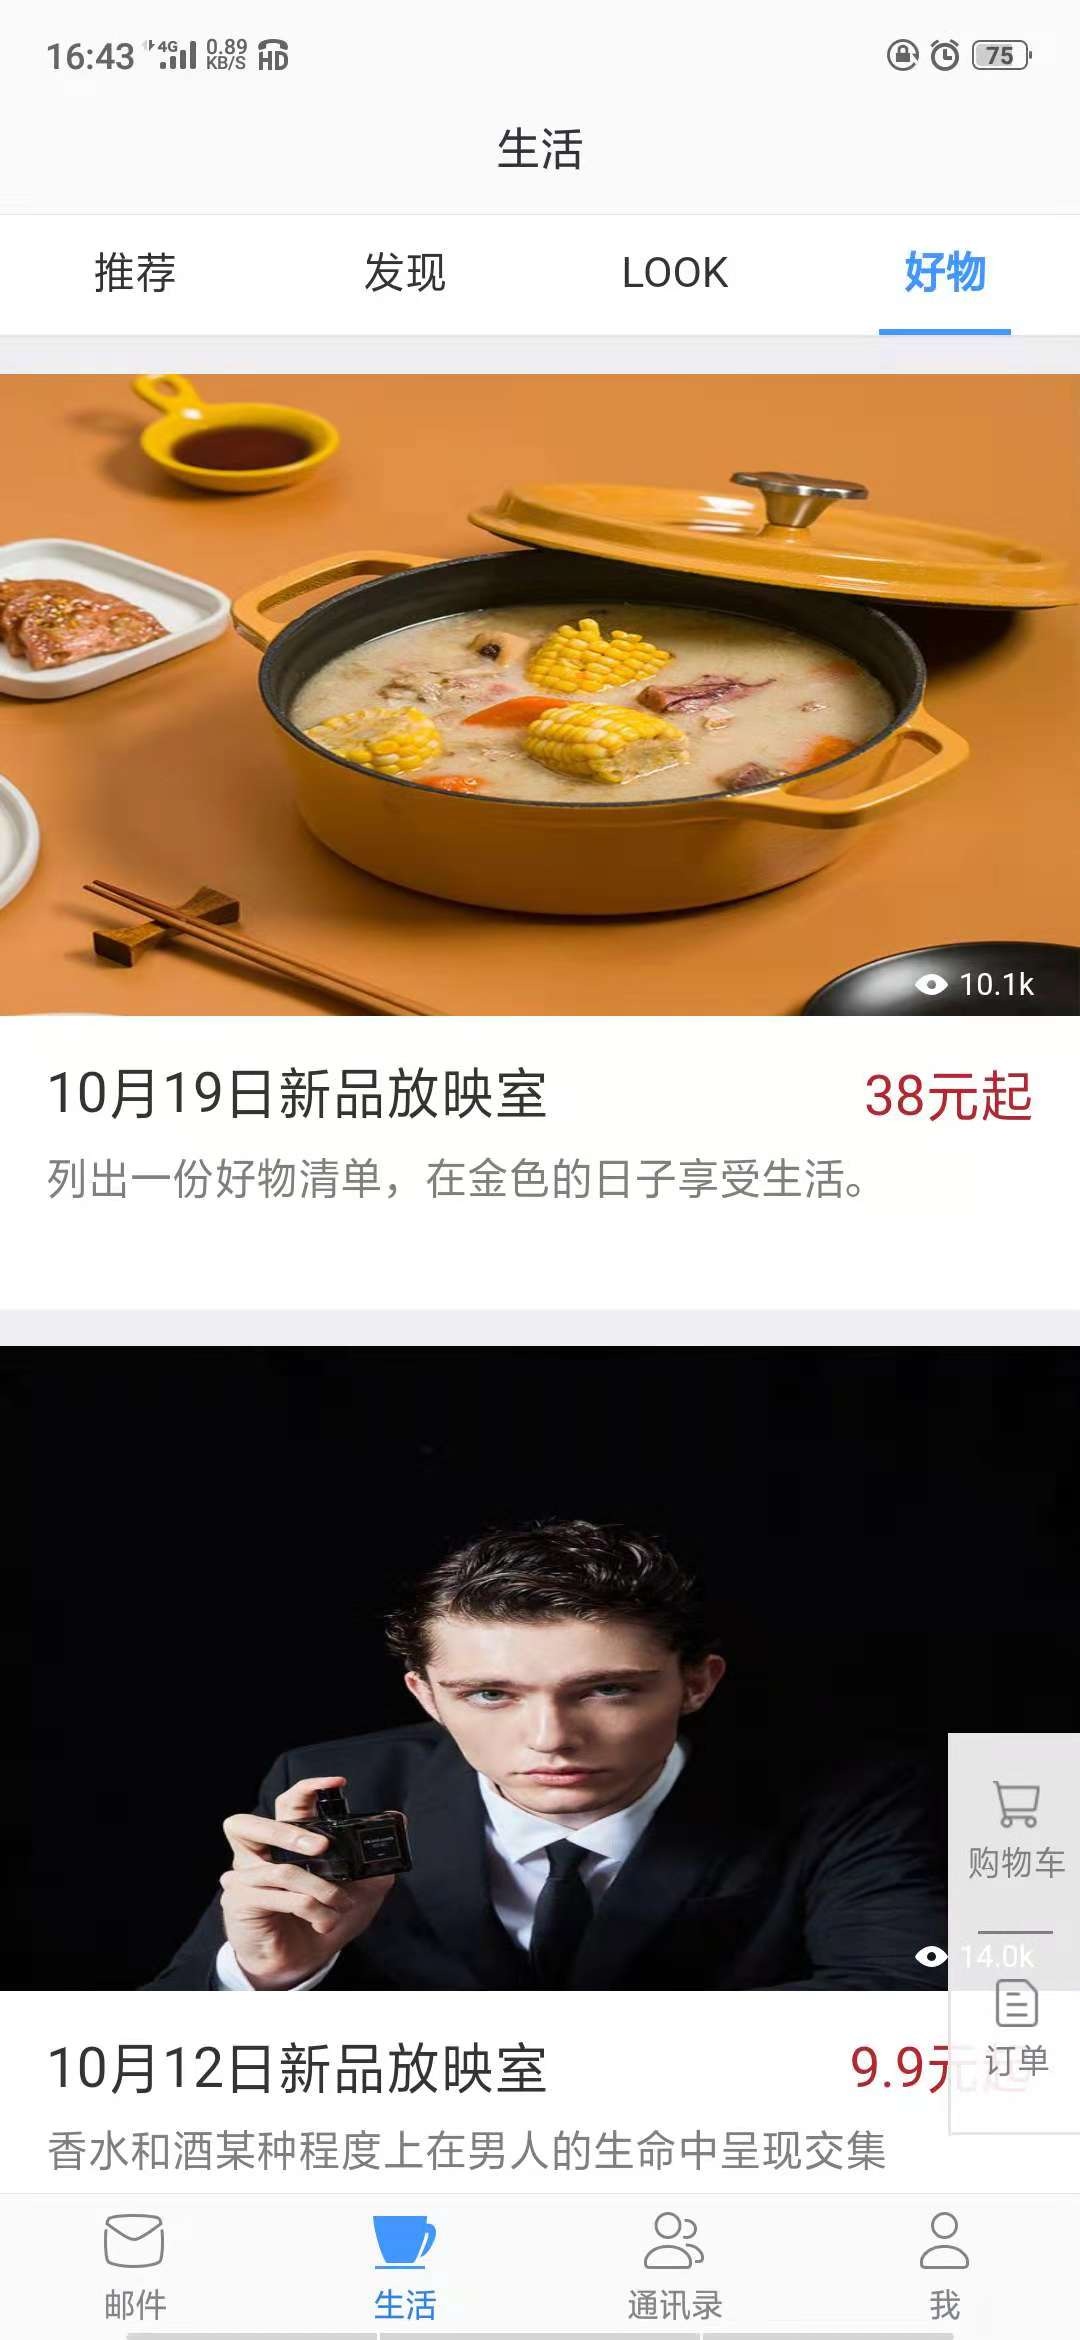 16:43 4G 0.89 KB/S HD 75
生活
推荐 发现 LOOK 好物
10.1k
10月19日新品放映室 38元起
列出一份好物清单，在金色的日子享受生活。
购物车
14.0k
订单
10月12日新品放映室 9.9元起
香水和酒某种程度上在男人的生命中呈现交集
邮件 生活 通讯录 我